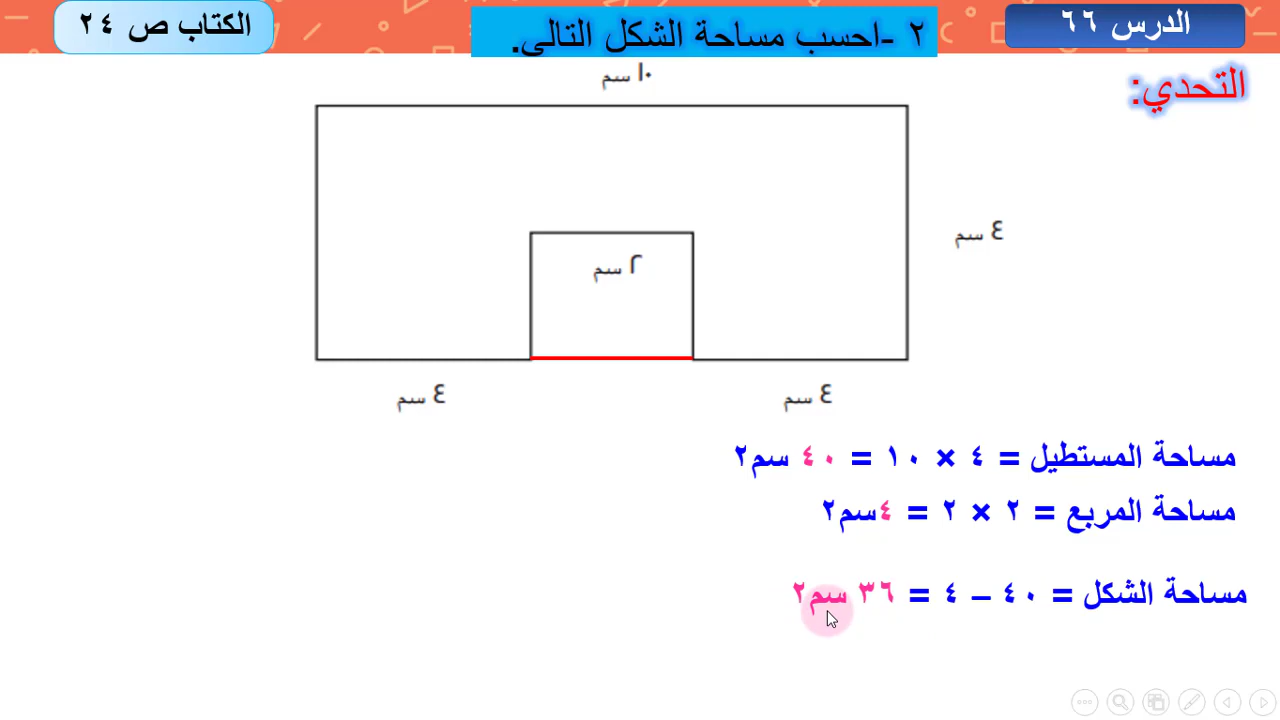 الدرس ٦٦
٢ -احسب مساحة الشكل التالي.
الكتاب ص ٢٤
التحدي:
١٠ سم
٤ سم
٢ سم
٤ سم
٤ سم
مساحة المستطيل = ٤ × ١٠ = ٤٠ سم٢
مساحة المربع = ٢ × ٢ = ٤سم٢
مساحة الشكل = ٤٠ – ٤ = ٣٦ سم٢